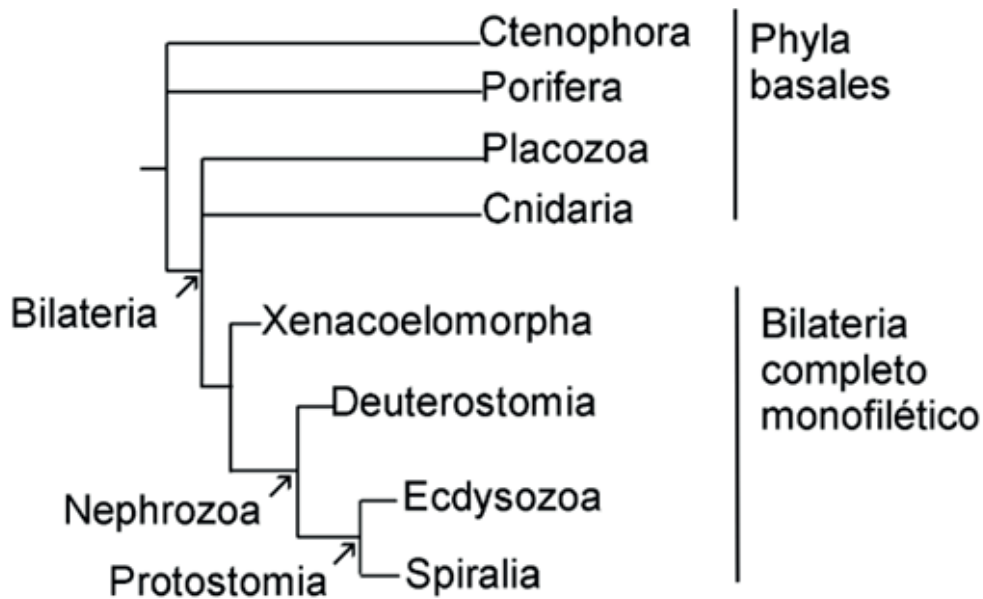 Ctenophora
Porifera
Placozoa
Cnidaria
Phyla
basales
Bilateria
Xenacoelomorpha
Deuterostomia
Nephrozoa
Ecdysozoa
Protostomia
Spiralia
Bilateria
completo
monofilético